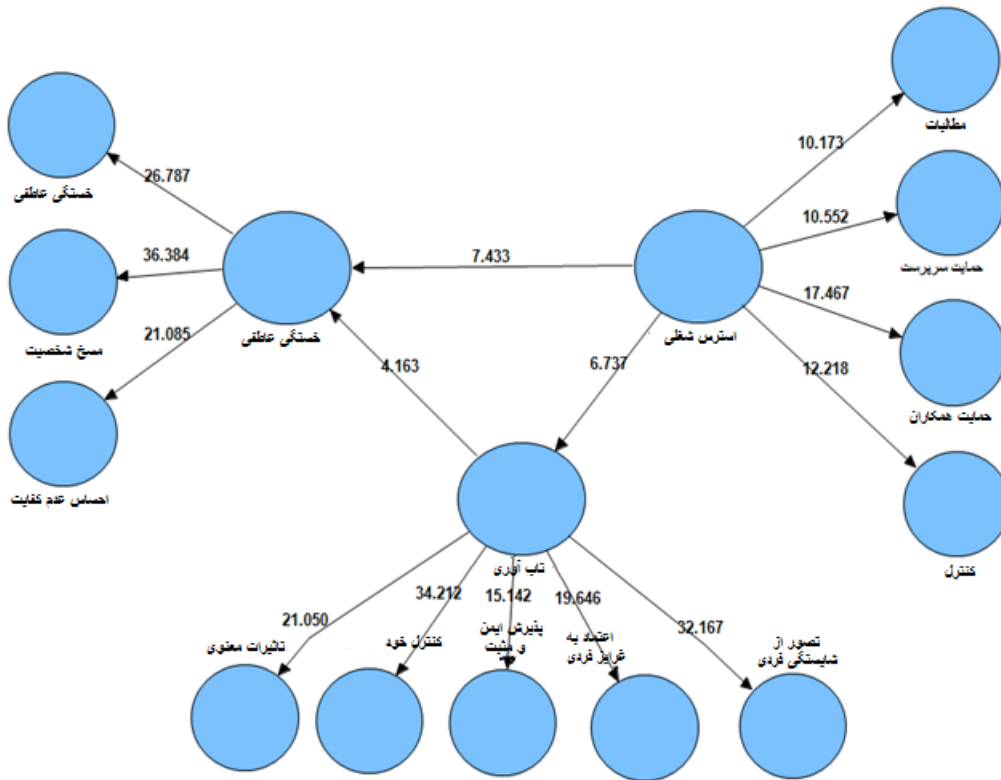 مطالبات
10.173
خستگی عاطفی
26.787
10.552
حمایت سرپرست
36.384
7.433
17.467
مسخ شخصیت
خستگی عاطفی
استرس شغلی
21.085
4.163
6.737
12.218
حمایت همکاران
احساس عدم کفایت
تاب آوری
کنترل
21.050
34.212
15.142
19.646
32.167
تاثیرات معنوی
کنترل خود
پذیرش ایمن
و مثبت
اعتماد به
غرایز فردی
تصور از
شایستگی فردی